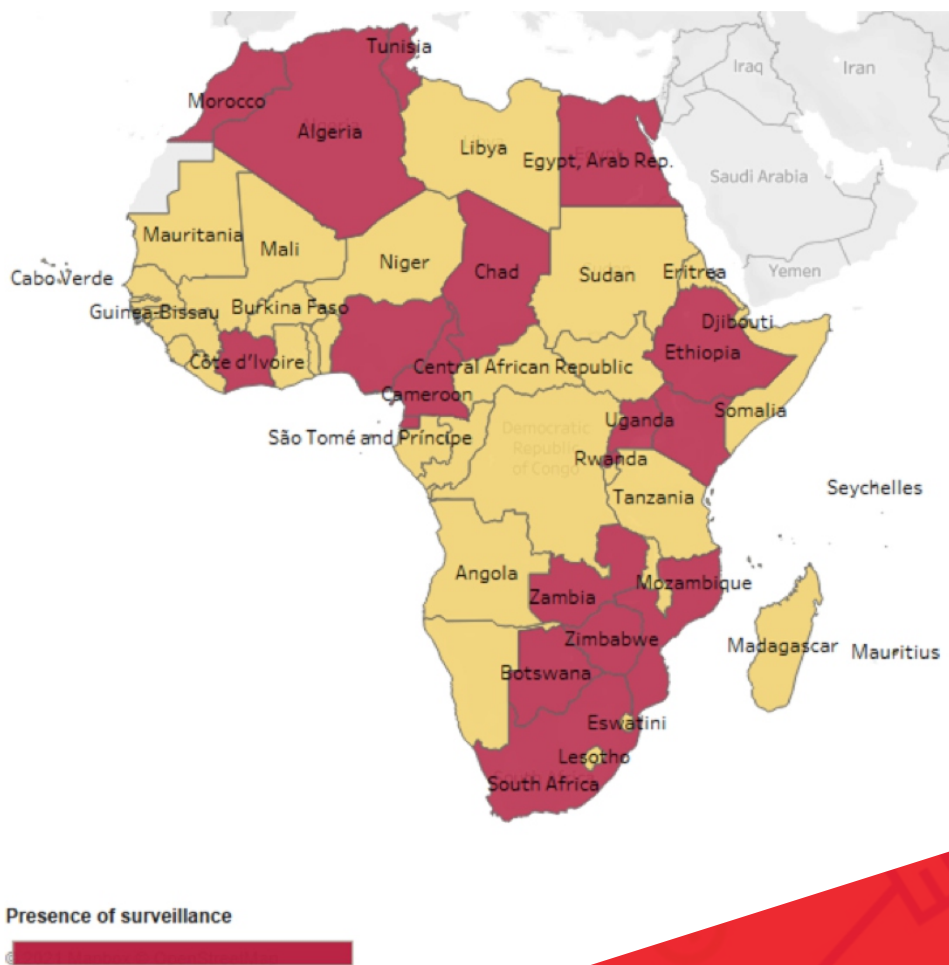 Tunisia
Iraq
Iran
Morocco
Algeria
Libya
Egypt, Arab Rep.
Saudi Arabia
Mauritania
Mali
Niger
Chad
Sudan
Eritrea
Yemen
Cabo Verde
Guinea-Bissau
Burkina Faso
Djibouti
Côte d'Ivoire
Central African Republic
Ethiopia
Cameroon
Somalia
São Tomé and Príncipe
Democratic
Republic
of Congo
Uganda
Rwanda
Tanzania
Seychelles
Angola
Zambia
Mozambique
Zimbabwe
Madagascar
Mauritius
Botswana
Eswatini
Lesotho
South Africa
Presence of surveillance